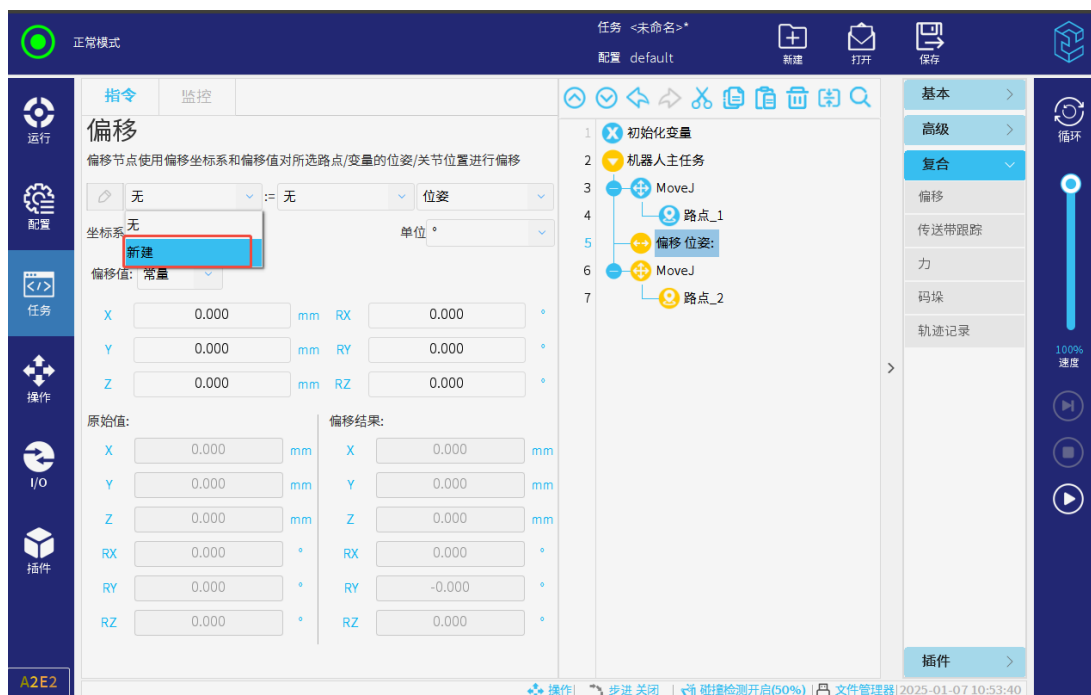 正常模式
任务 <未命名>*
配置 default
新建 打开 保存
运行
配置
任务
操作
I/O
插件
A2E2
指令 监控
偏移
偏移节点使用偏移坐标系和偏移值对所选路点/变量的位姿/关节位置进行偏移
无 := 无 位姿
无
新建
坐标系 单位 °
偏移值: 常量
X 0.000 mm RX 0.000 °
Y 0.000 mm RY 0.000 °
Z 0.000 mm RZ 0.000 °
原始值: 偏移结果:
X 0.000 mm X 0.000 mm
Y 0.000 mm Y 0.000 mm
Z 0.000 mm Z 0.000 mm
RX 0.000 ° RX 0.000 °
RY 0.000 ° RY -0.000 °
RZ 0.000 ° RZ 0.000 °
1 初始化变量
2 机器人主任务
3 MoveJ
4 路点_1
5 偏移 位姿:
6 MoveJ
7 路点_2
基本
高级
复合
偏移
传送带跟踪
力
码垛
轨迹记录
插件
循环
100%
速度
操作| 步进 关闭 | 碰撞检测开启(50%) | 文件管理器|2025-01-07 10:53:40